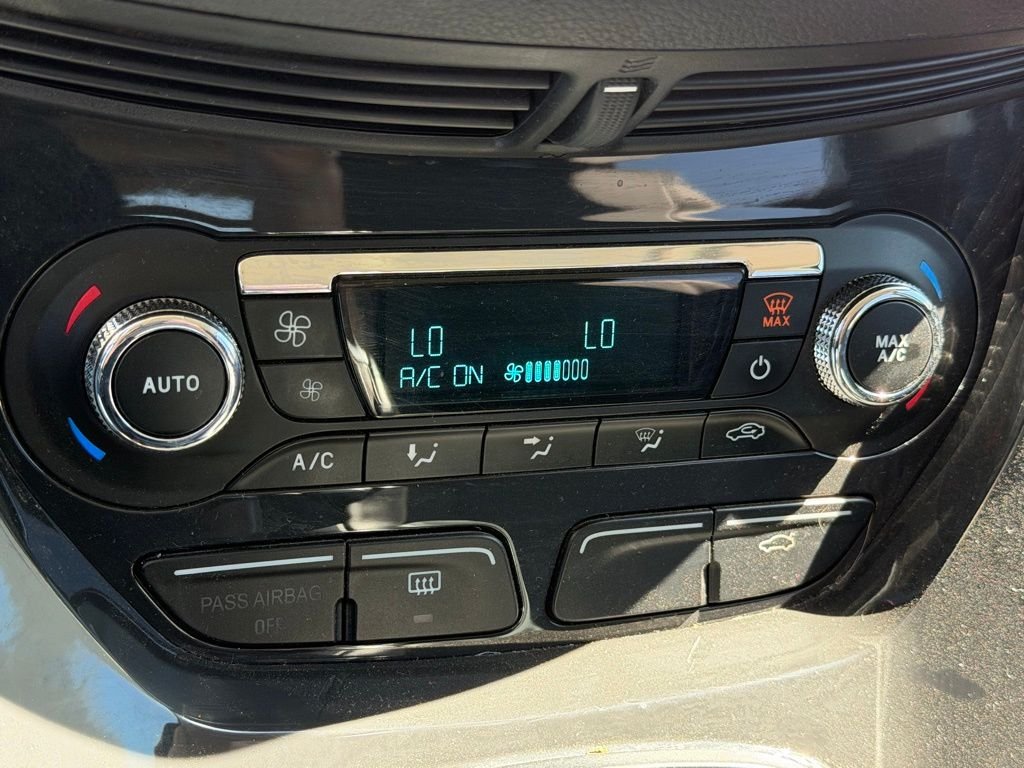 LO LO
A/C ON
MAX
AUTO
MAX
A/C
A/C
PASS AIRBAG
OFF